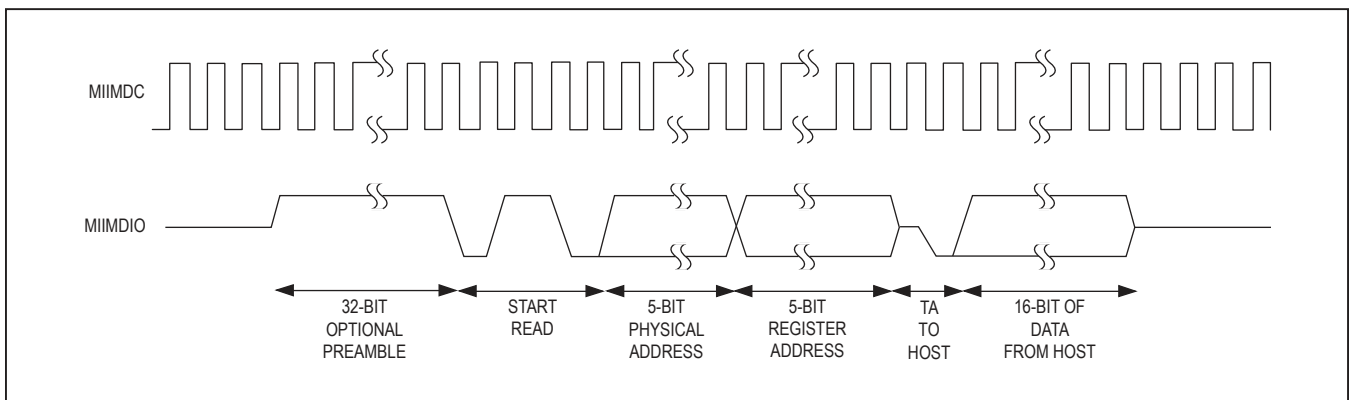 MIIMDC
MIIMDIO
32-BIT
OPTIONAL
PREAMBLE
START
READ
5-BIT
PHYSICAL
ADDRESS
5-BIT
REGISTER
ADDRESS
TA
TO
HOST
16-BIT OF
DATA
FROM HOST